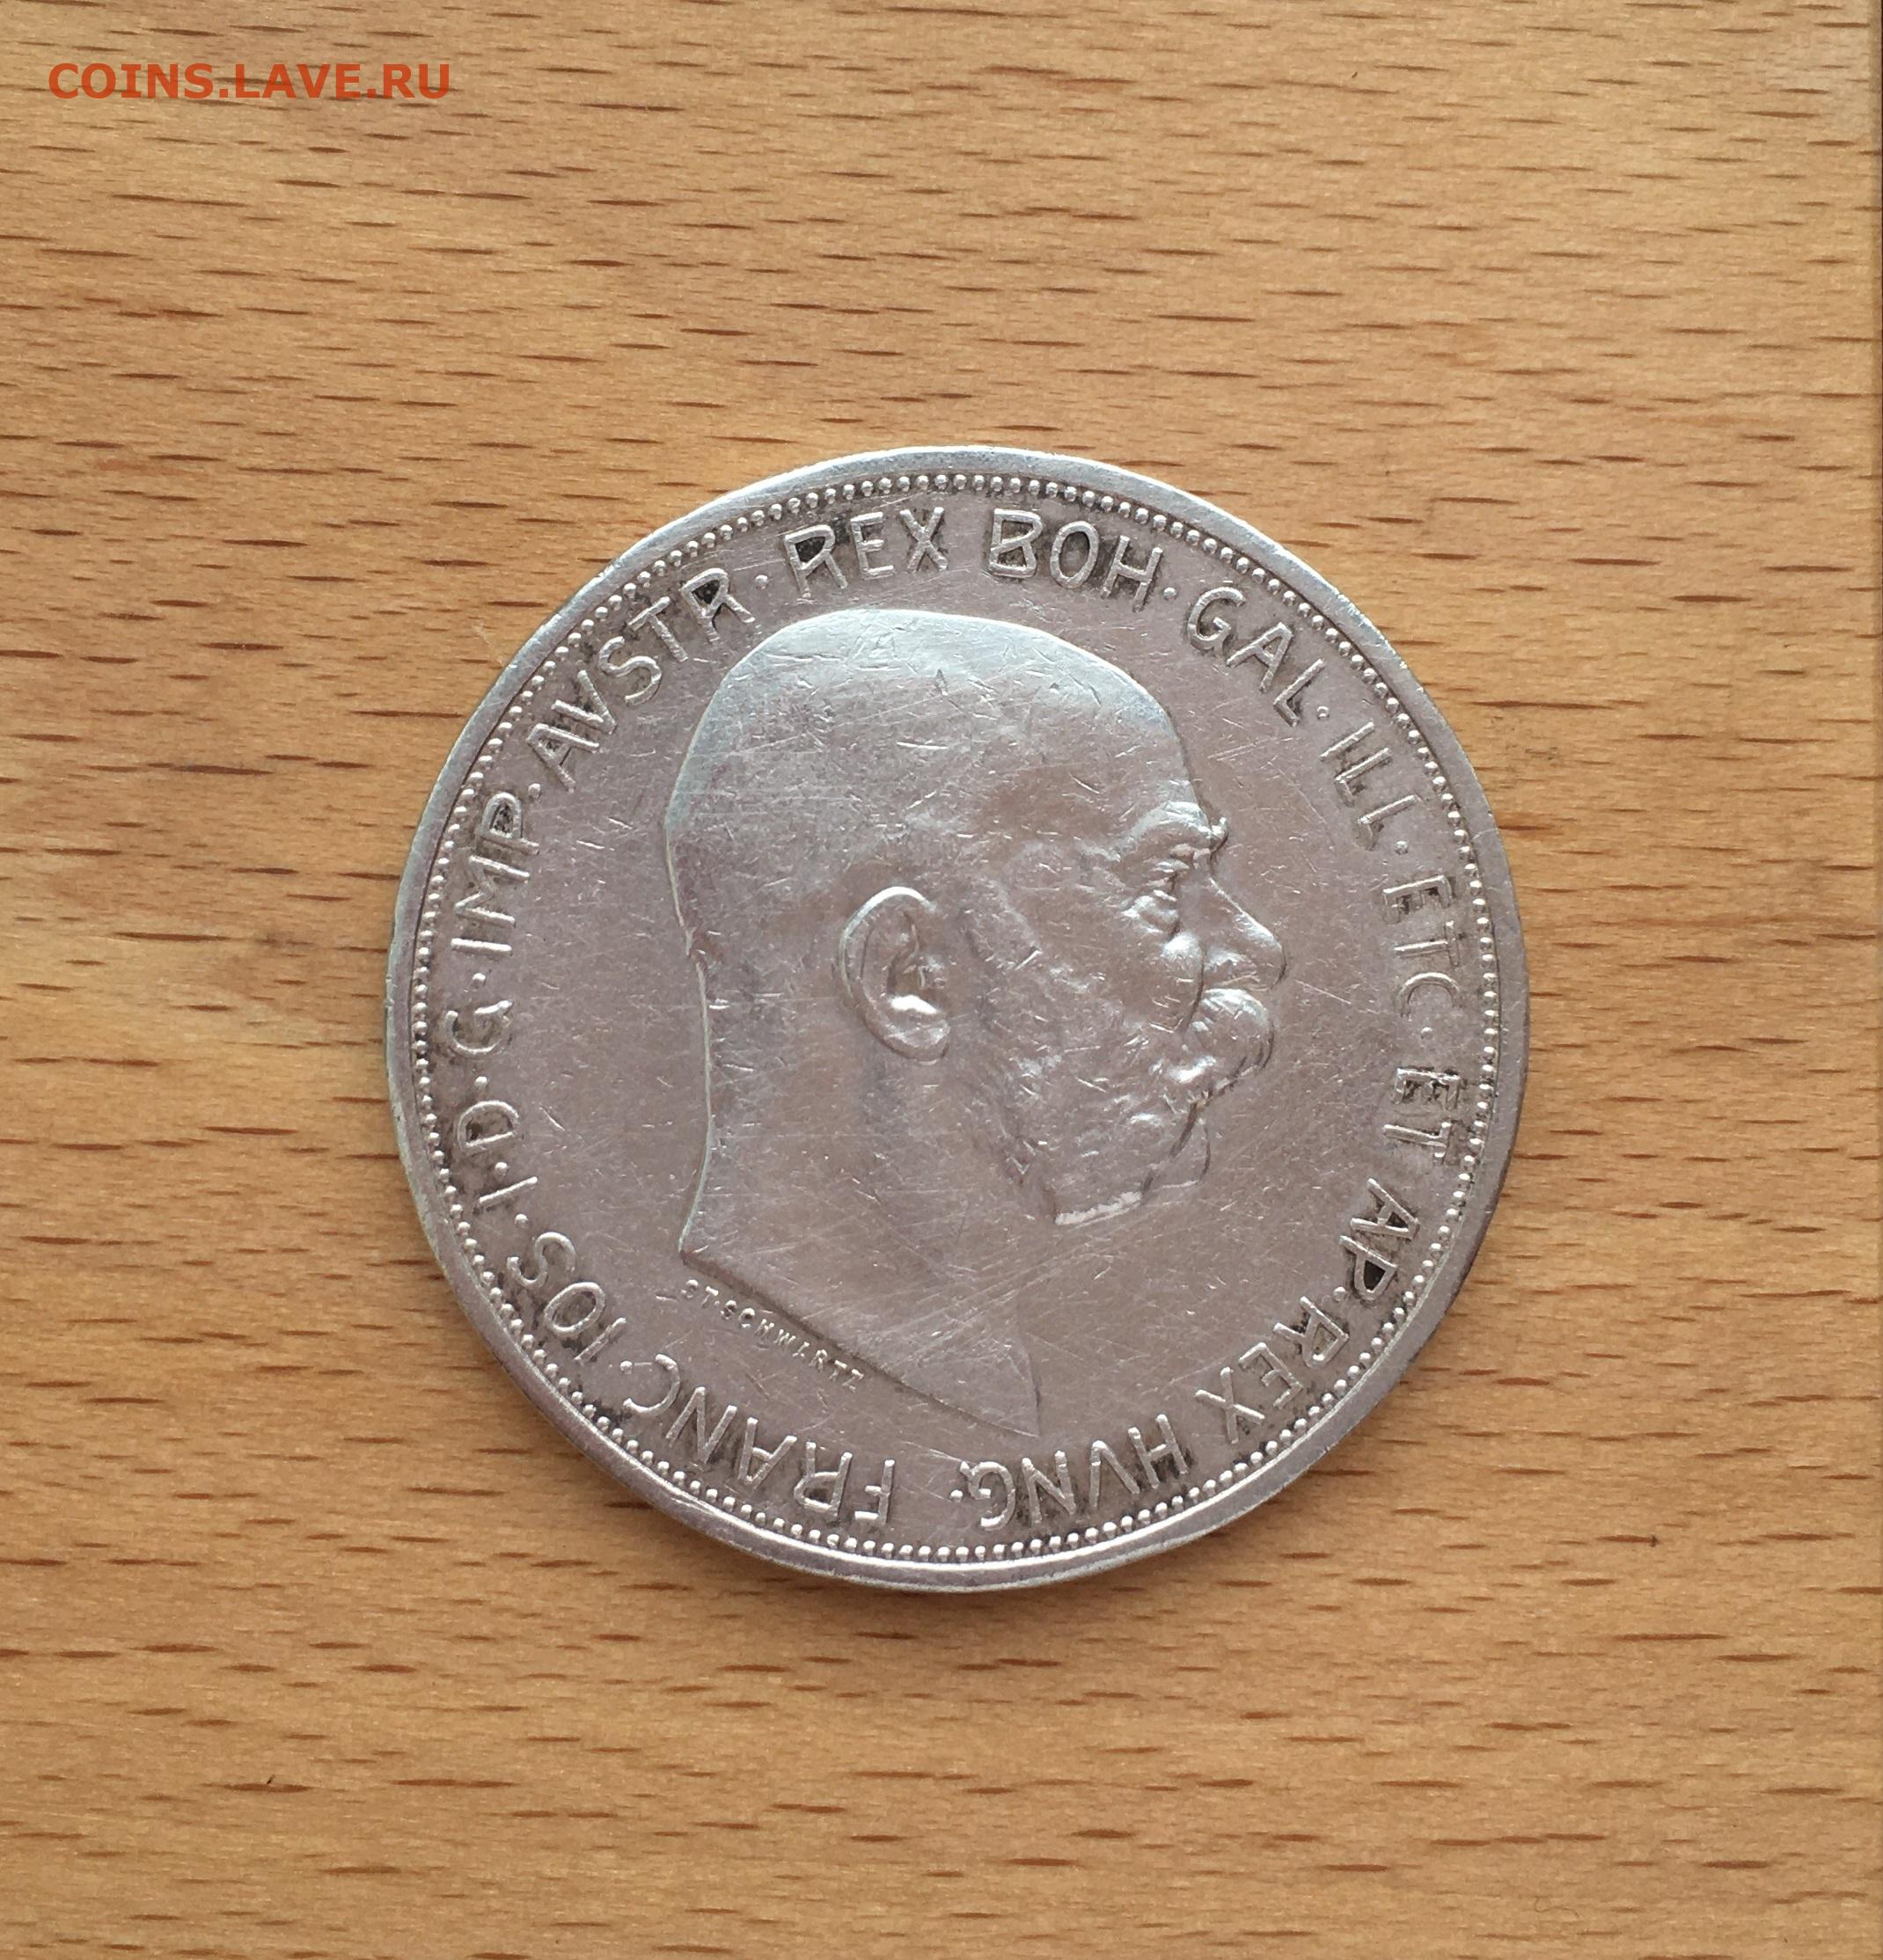 COINS.LAVE.RU
FRANC·IOS·I·D·G·IMP·AVSTR·REX BOH·GAL·ILL·ETC·ET AP·REX HVNG·
ST·SCHWARTZ